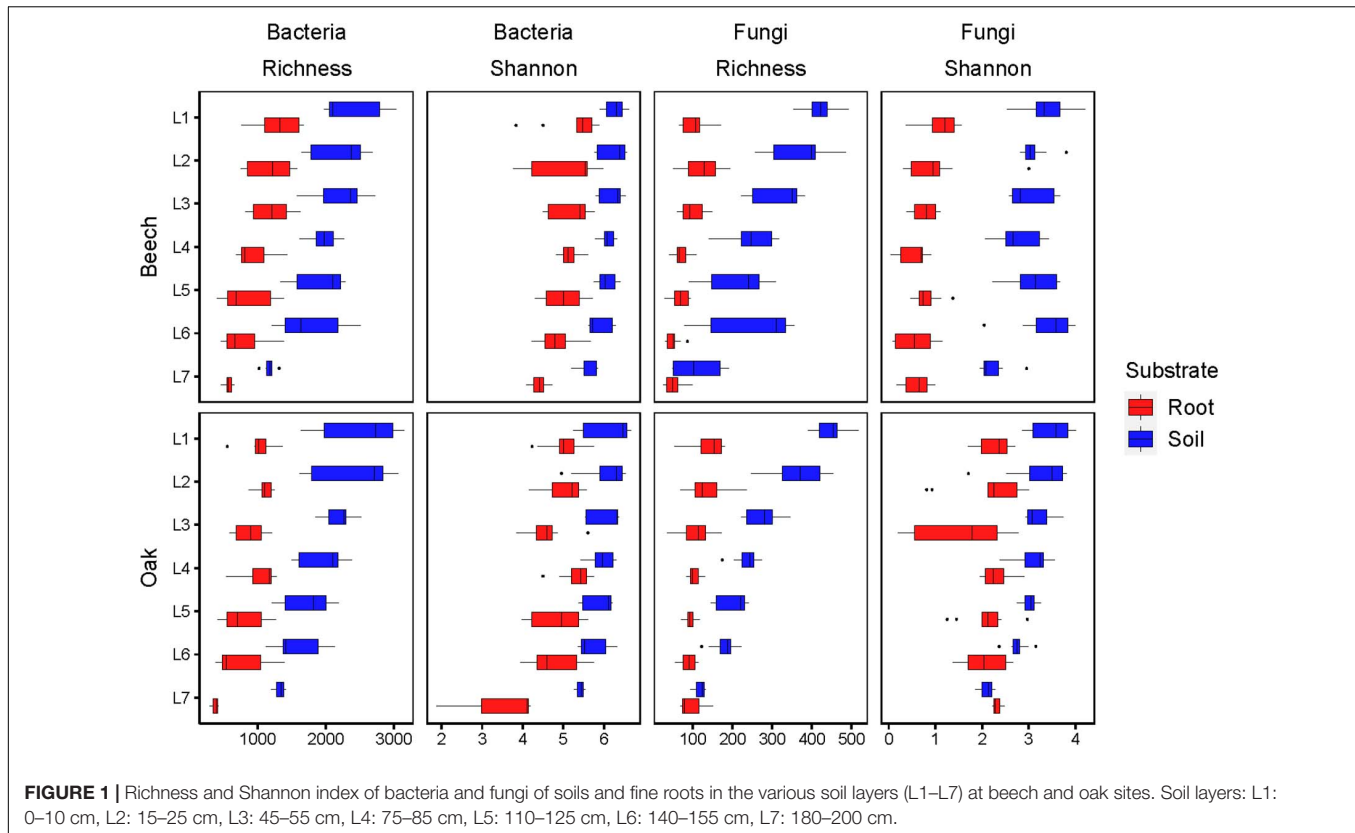 Bacteria Bacteria Fungi Fungi
Richness Shannon Richness Shannon
Beech
L1
L2
L3
L4
L5
L6
L7
Oak
L1
L2
L3
L4
L5
L6
L7
1000 2000 3000 2 3 4 5 6 100 200 300 400 500 0 1 2 3 4
Substrate
Root
Soil
FIGURE 1 | Richness and Shannon index of bacteria and fungi of soils and fine roots in the various soil layers (L1–L7) at beech and oak sites. Soil layers: L1:
0–10 cm, L2: 15–25 cm, L3: 45–55 cm, L4: 75–85 cm, L5: 110–125 cm, L6: 140–155 cm, L7: 180–200 cm.